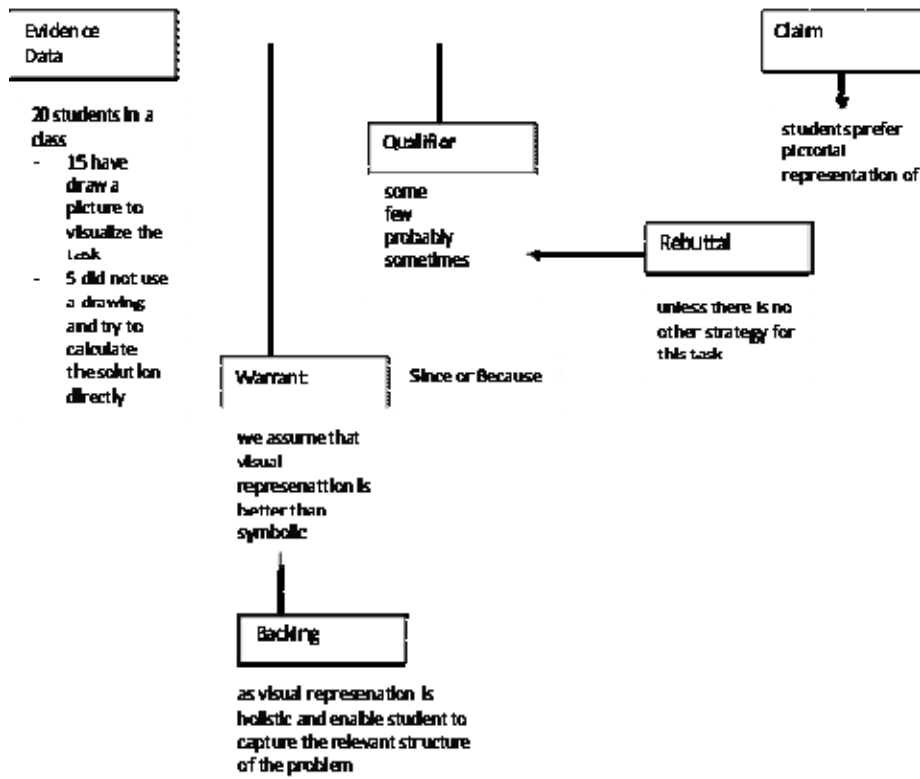 Evidence
Data
20 students in a
class
- 15 have
draw a
picture to
visualize the
task
- 5 did not use
a drawing
and try to
calculate
the solution
directly
Claim
students prefer
pictorial
representation of
Qualifier
some
few
probably
sometimes
Rebuttal
unless there is no
other strategy for
this task
Warrant
Since or Because
we assume that
visual
represenattion is
better than
symbolic
Backing
as visual represenation is
holistic and enable student to
capture the relevant structure
of the problem